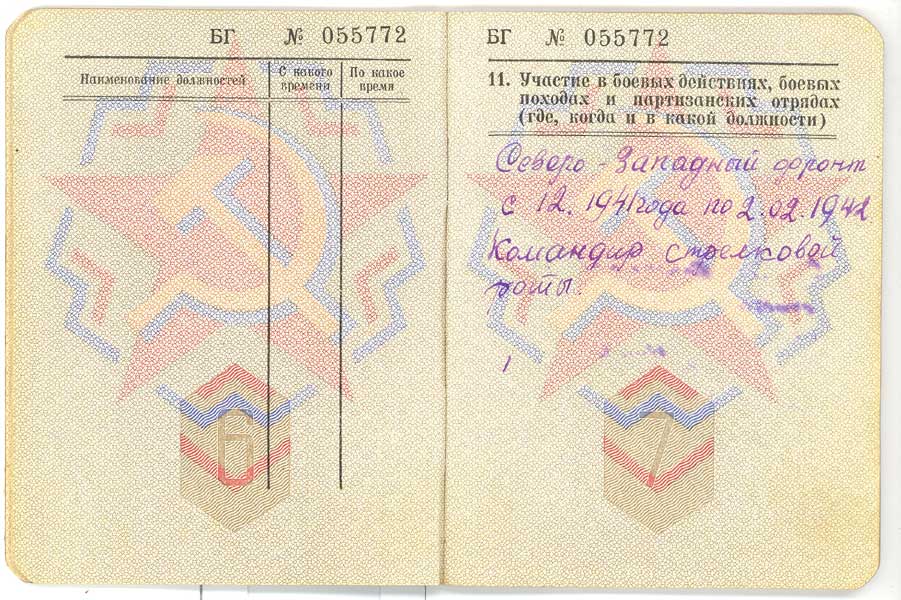 БГ № 055772
Наименование должностей
С какого времени
По какое время
6
БГ № 055772
11. Участие в боевых действиях, боевых
походах и партизанских отрядах
(где, когда и в какой должности)
Северо-Западный фронт
с 12.1941года по 2.02.1942
Командир стрелковой
роты.
7